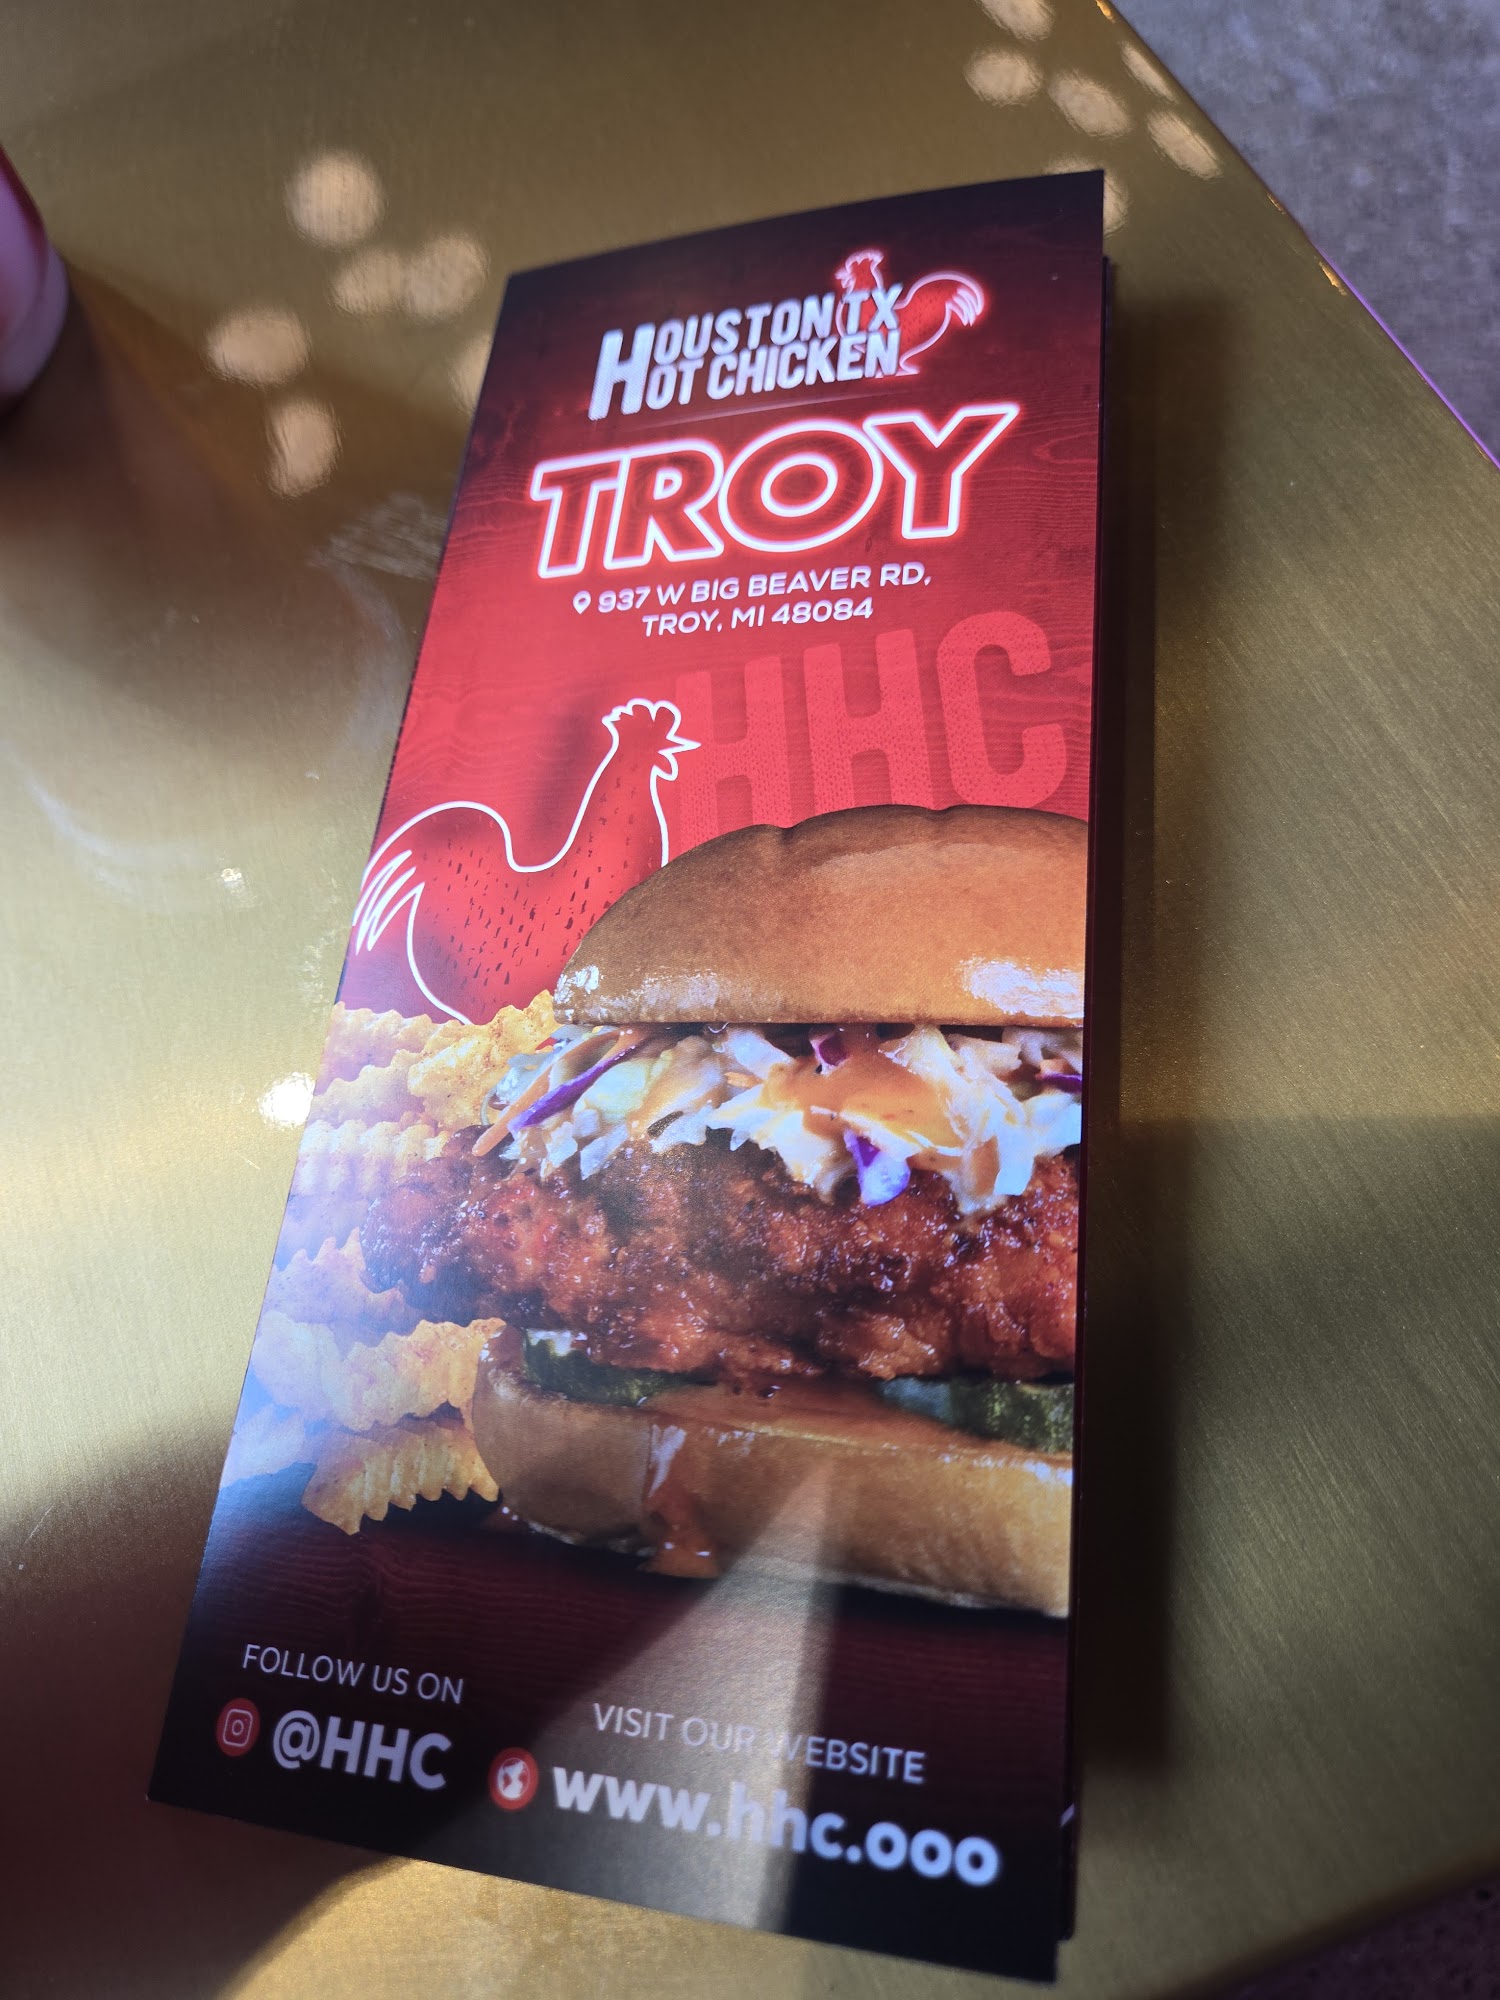 HOUSTON TX
HOT CHICKEN
TROY
937 W BIG BEAVER RD,
TROY, MI 48084
HHC
FOLLOW US ON
@HHC
VISIT OUR WEBSITE
www.hhc.ooo